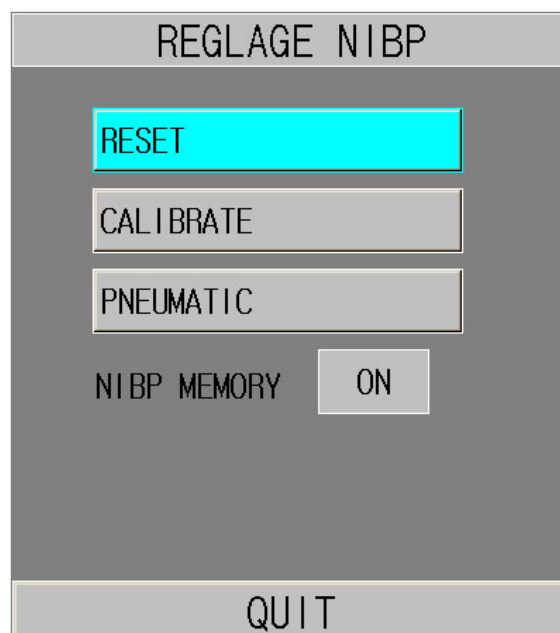 REGLAGE NIBP
RESET
CALIBRATE
PNEUMATIC
NIBP MEMORY ON
QUIT